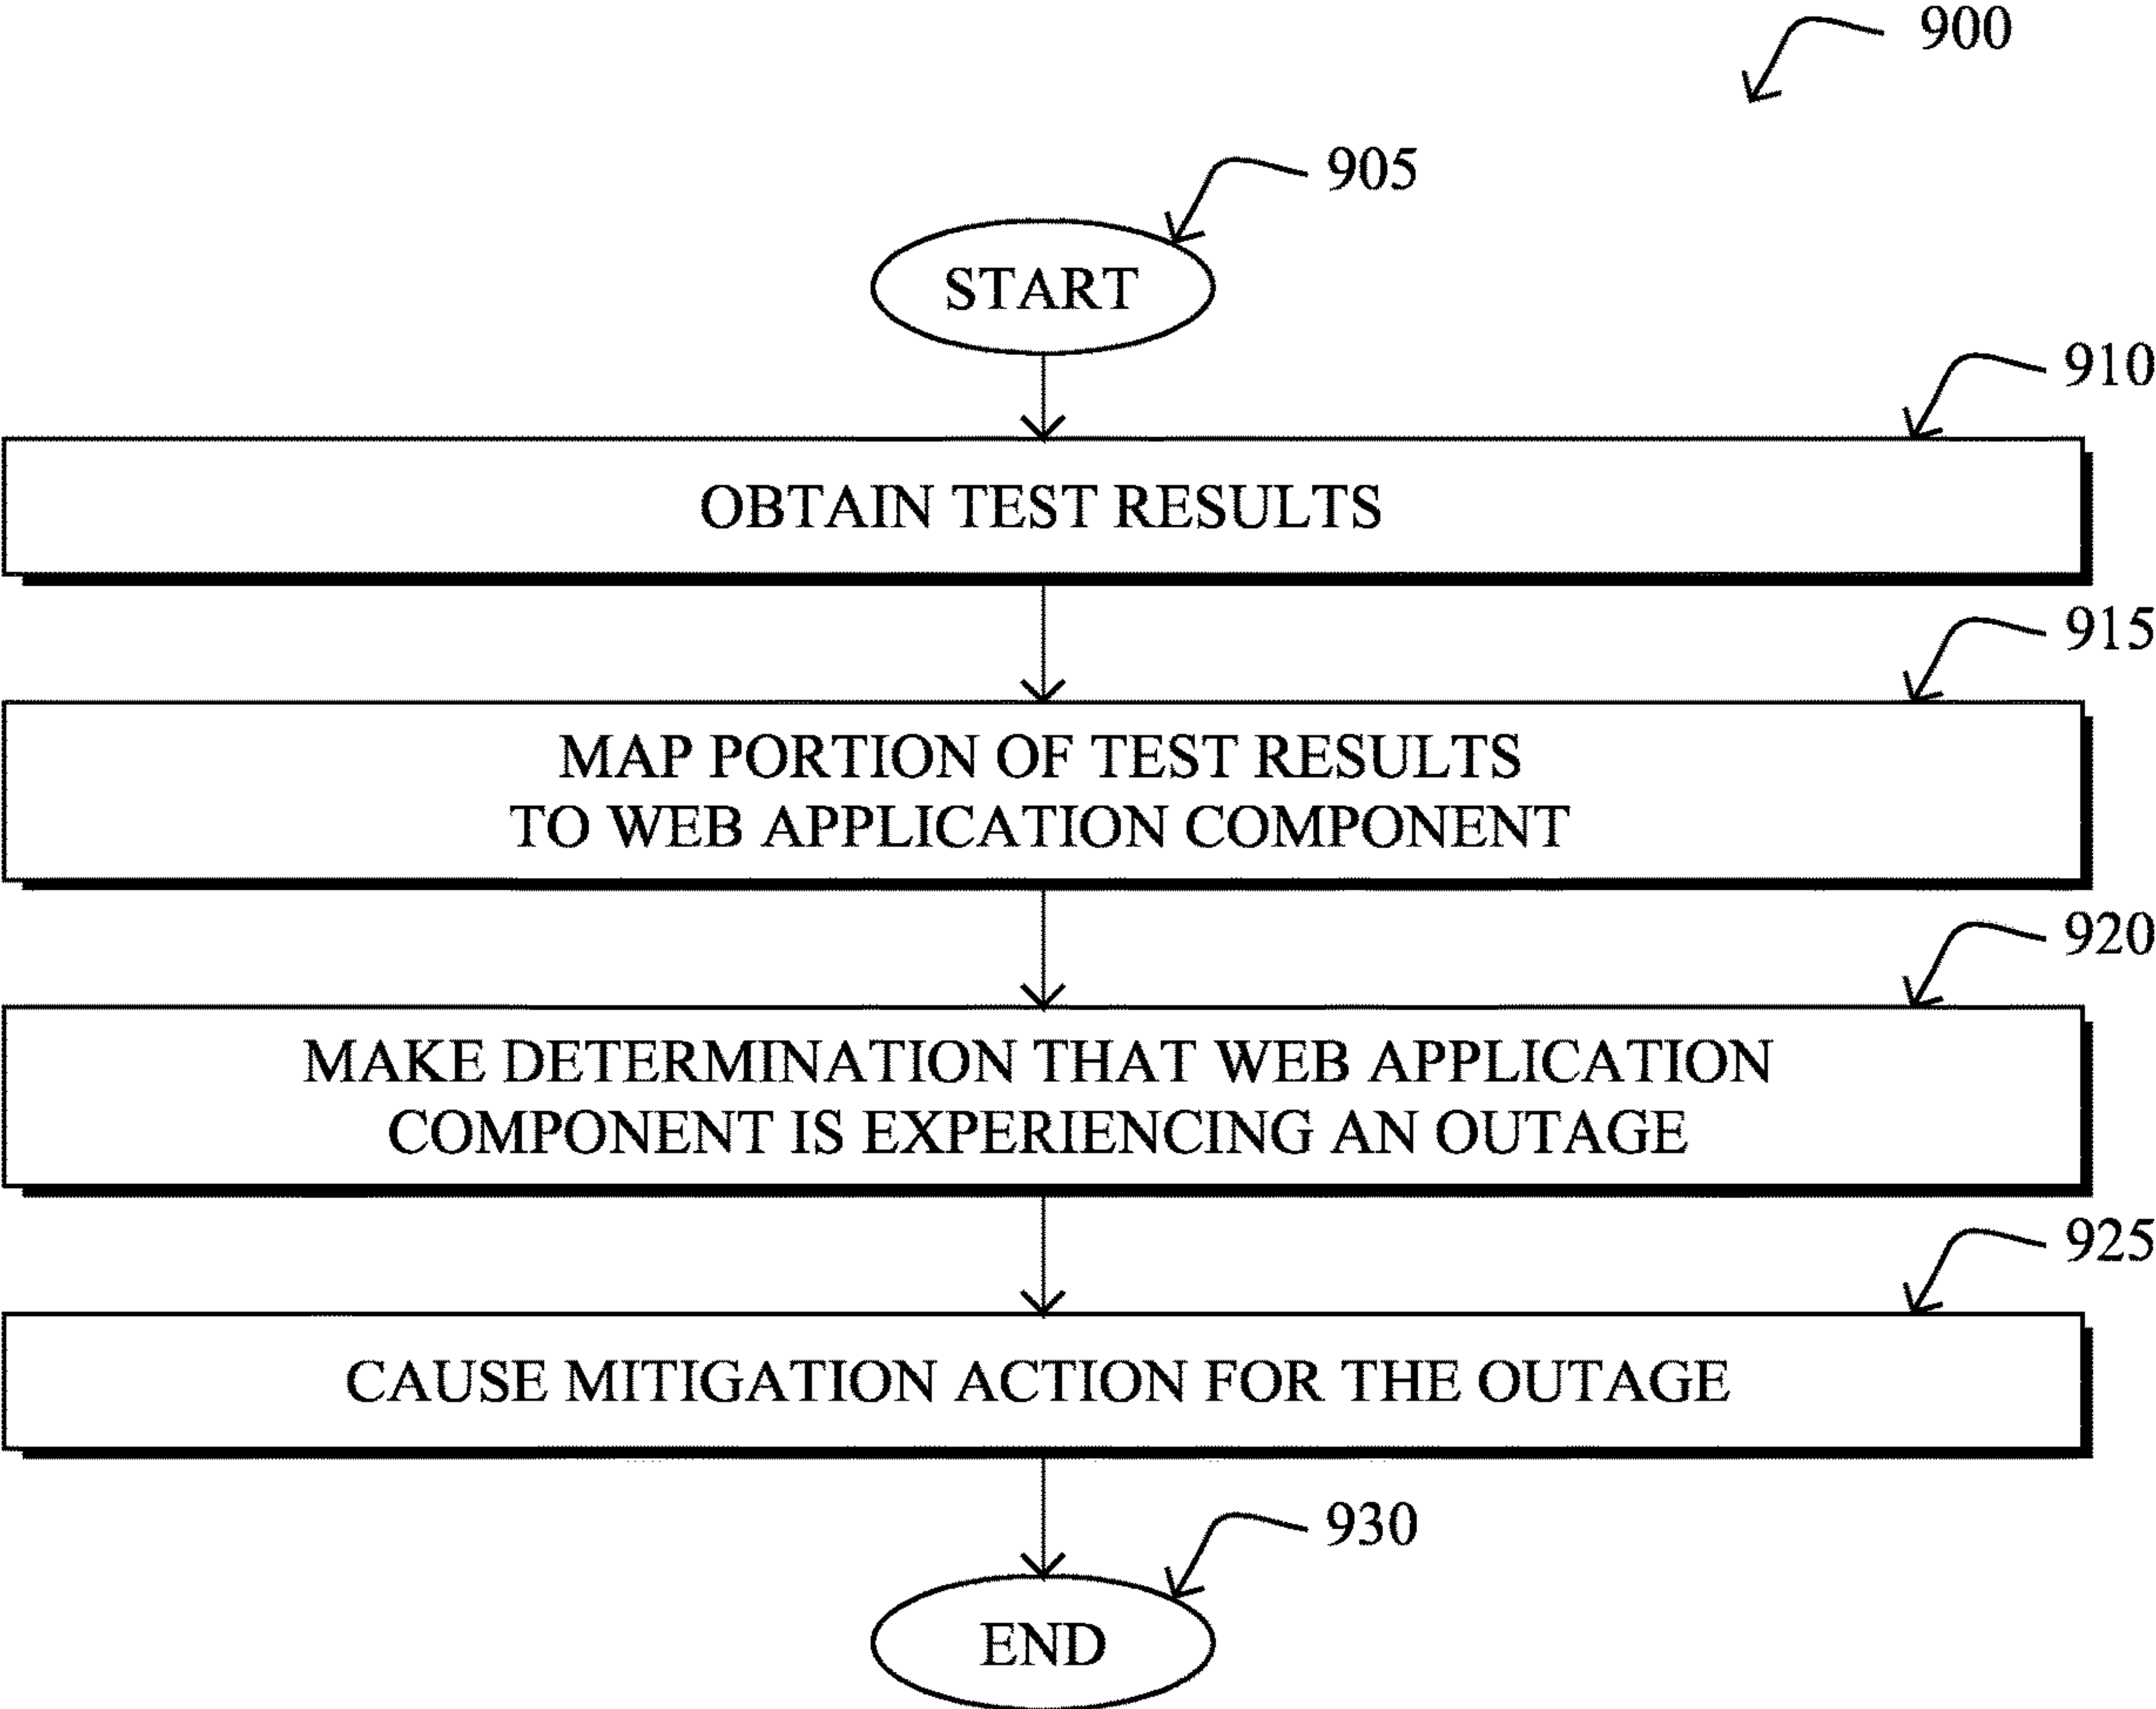 900
905
START
910
OBTAIN TEST RESULTS
915
MAP PORTION OF TEST RESULTS
TO WEB APPLICATION COMPONENT
920
MAKE DETERMINATION THAT WEB APPLICATION
COMPONENT IS EXPERIENCING AN OUTAGE
925
CAUSE MITIGATION ACTION FOR THE OUTAGE
930
END